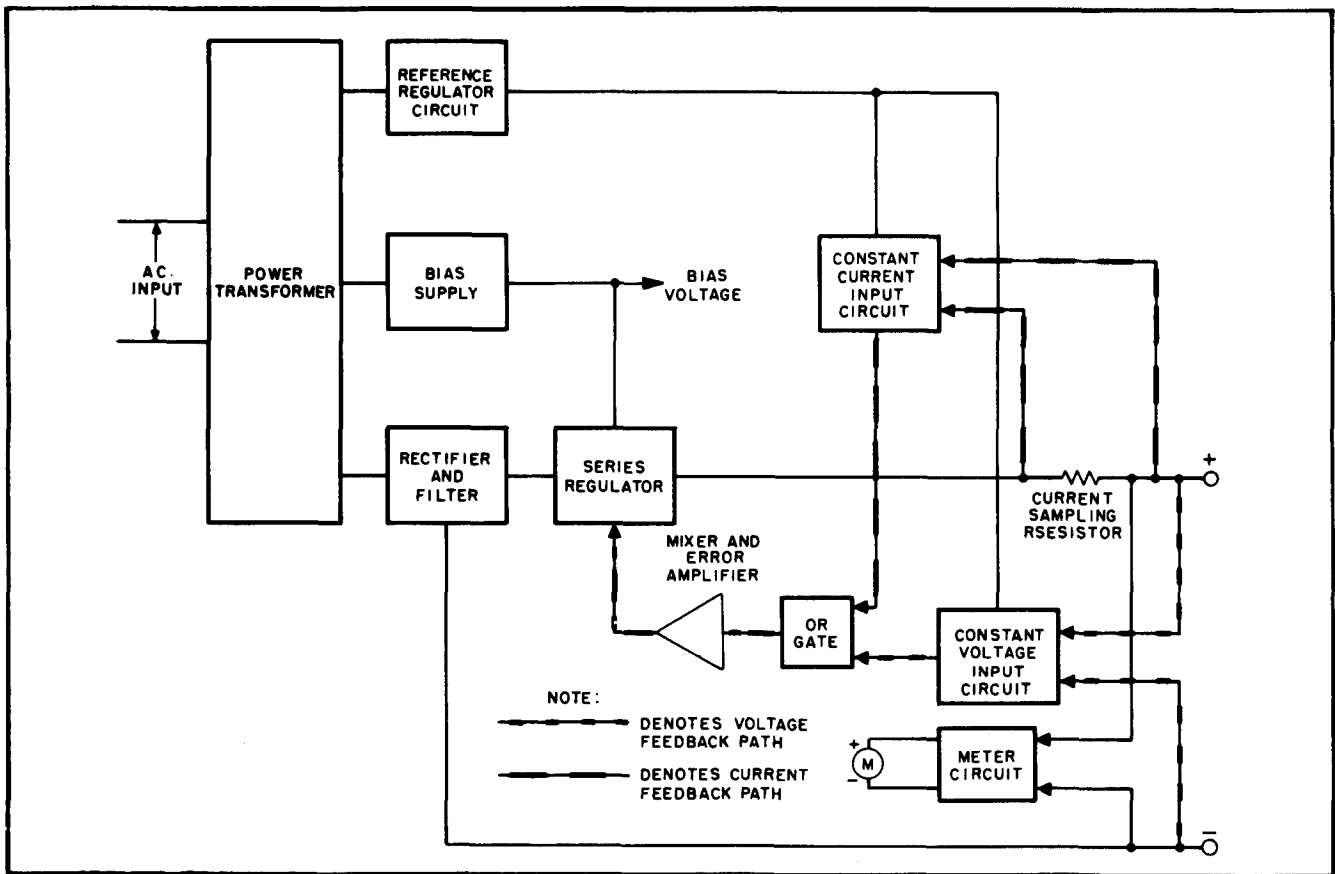 REFERENCE
REGULATOR
CIRCUIT
A.C.
INPUT
POWER
TRANSFORMER
BIAS
SUPPLY
BIAS
VOLTAGE
CONSTANT
CURRENT
INPUT
CIRCUIT
RECTIFIER
AND
FILTER
SERIES
REGULATOR
+
CURRENT
SAMPLING
RSESISTOR
MIXER AND
ERROR
AMPLIFIER
OR
GATE
CONSTANT
VOLTAGE
INPUT
CIRCUIT
NOTE:
DENOTES VOLTAGE
FEEDBACK PATH
DENOTES CURRENT
FEEDBACK PATH
+
M
−
METER
CIRCUIT
−